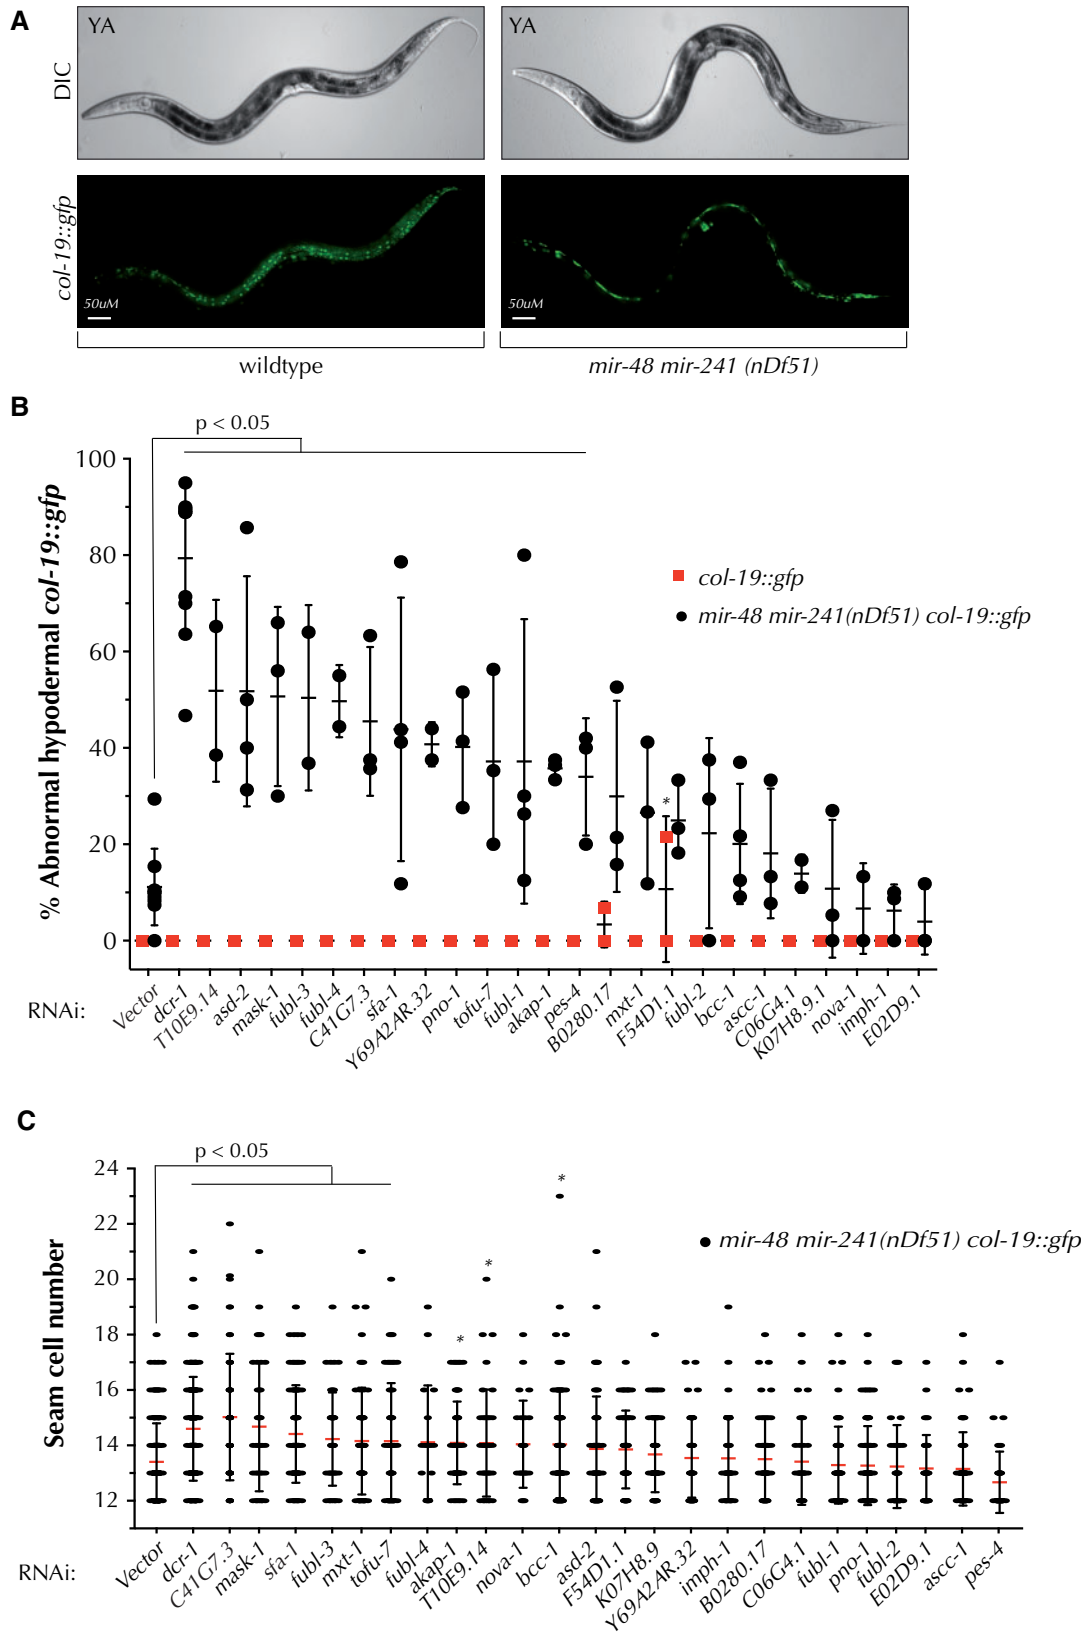 A
YA
YA
DIC
col-19::gfp
50uM
50uM
wildtype
mir-48 mir-241 (nDf51)
B
p < 0.05
% Abnormal hypodermal col-19::gfp
100
80
60
40
20
0
col-19::gfp
mir-48 mir-241(nDf51) col-19::gfp
*
RNAi:
Vector
dcr-1
T10E9.14
asd-2
mask-1
fubl-3
fubl-4
C41G7.3
sfa-1
Y69A2AR.32
pno-1
tofu-7
fubl-1
akap-1
pes-4
B0280.17
mxt-1
F54D1.1
fubl-2
bcc-1
ascc-1
C06G4.1
K07H8.9.1
nova-1
imph-1
E02D9.1
C
p < 0.05
Seam cell number
24
22
20
18
16
14
12
*
*
*
mir-48 mir-241(nDf51) col-19::gfp
RNAi:
Vector
dcr-1
C41G7.3
mask-1
sfa-1
fubl-3
mxt-1
tofu-7
fubl-4
akap-1
T10E9.14
nova-1
bcc-1
asd-2
F54D1.1
K07H8.9
Y69A2AR.32
imph-1
B0280.17
C06G4.1
fubl-1
pno-1
fubl-2
E02D9.1
ascc-1
pes-4